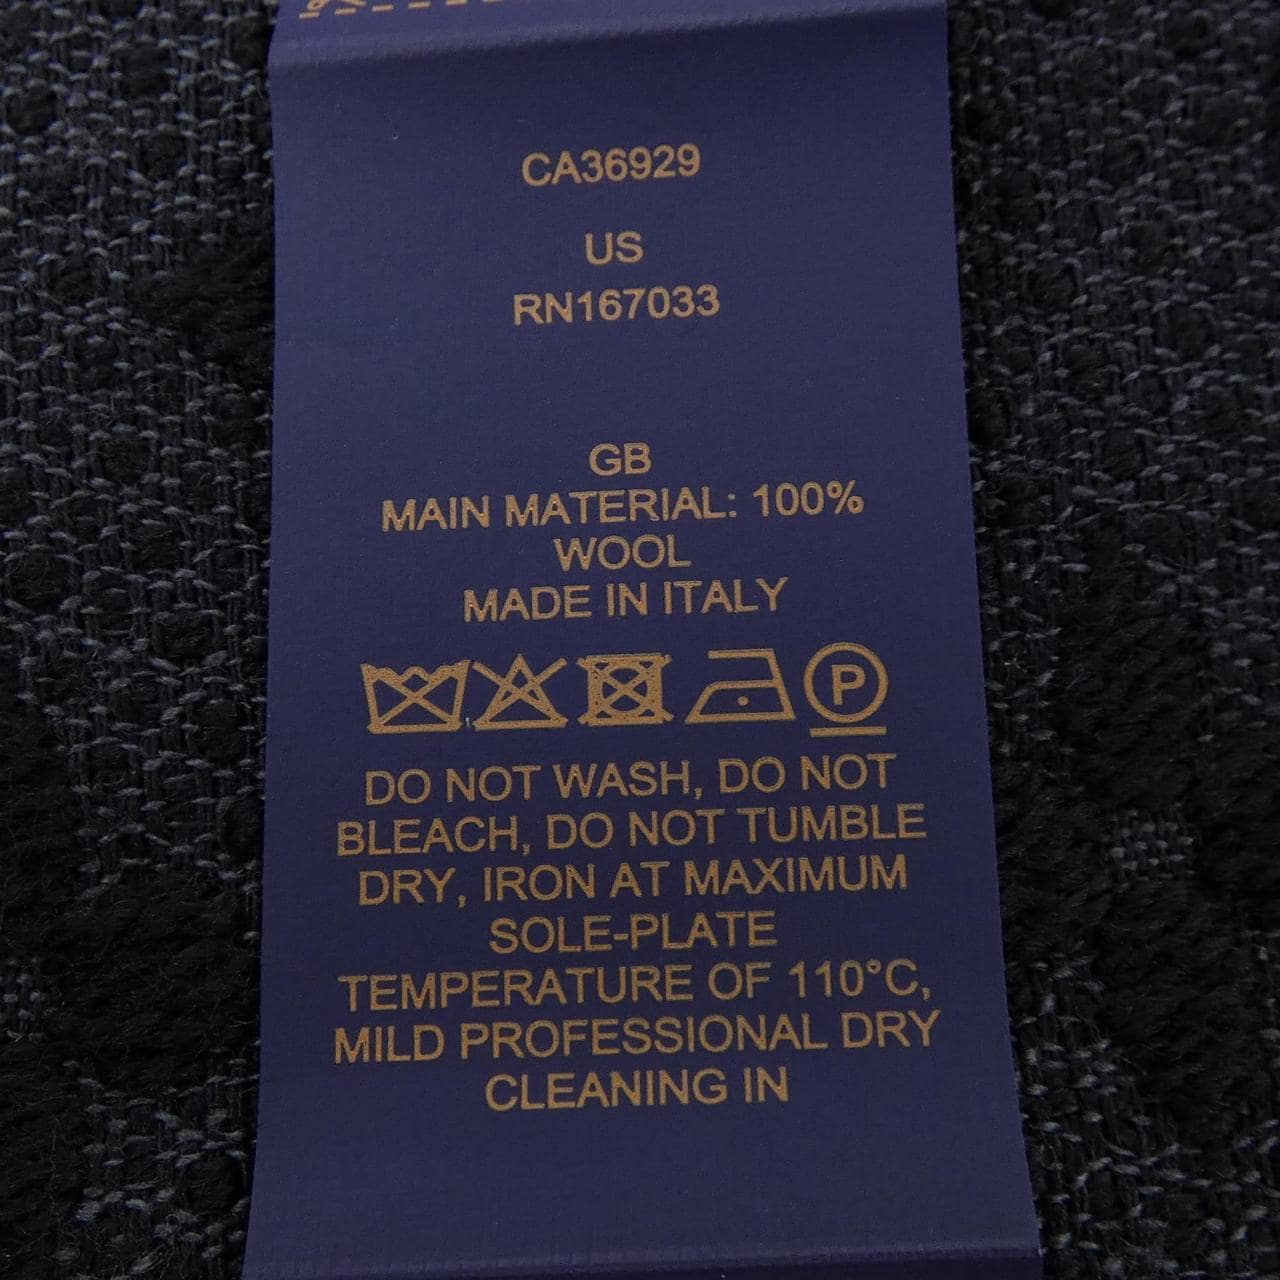 CA36929
US
RN167033
GB
MAIN MATERIAL: 100%
WOOL
MADE IN ITALY
P
DO NOT WASH, DO NOT
BLEACH, DO NOT TUMBLE
DRY, IRON AT MAXIMUM
SOLE-PLATE
TEMPERATURE OF 110°C,
MILD PROFESSIONAL DRY
CLEANING IN